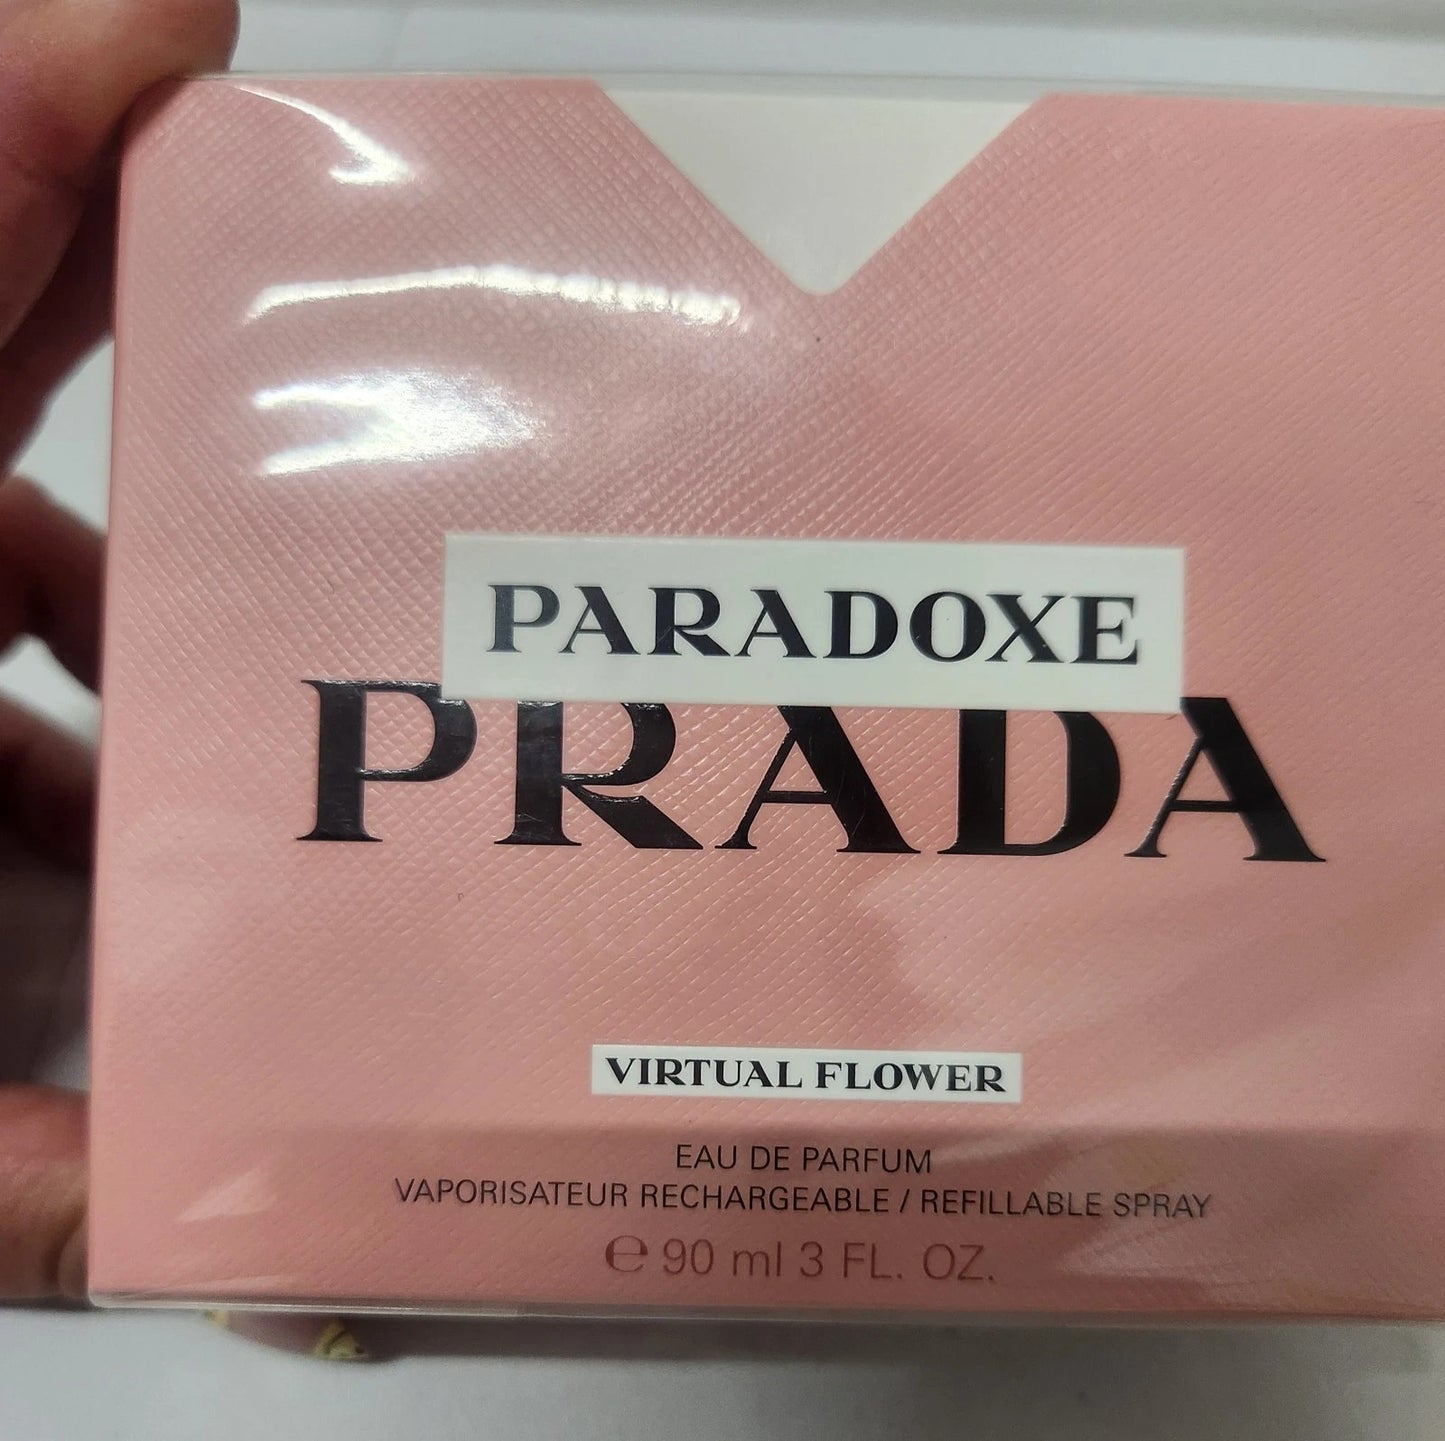 PARADOXE
PRADA
VIRTUAL FLOWER
EAU DE PARFUM
VAPORISATEUR RECHARGEABLE / REFILLABLE SPRAY
℮ 90 ml 3 FL. OZ.